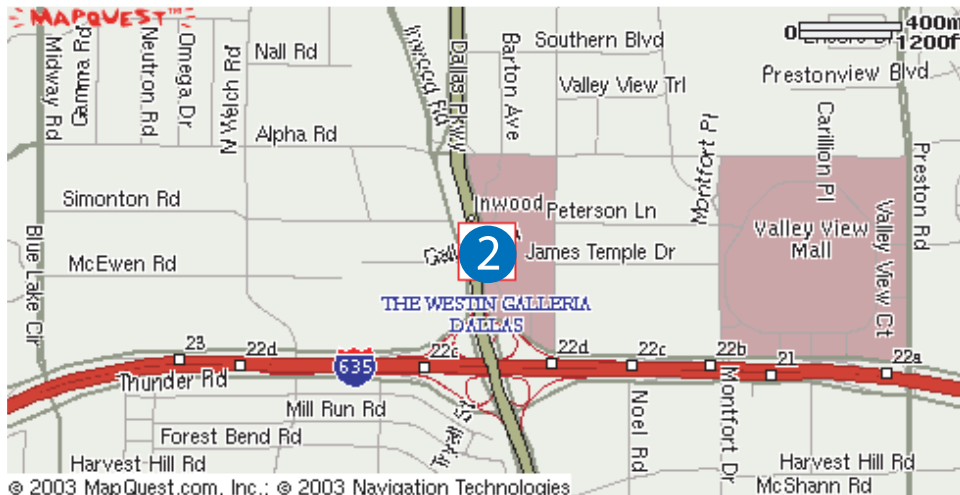 MAPQUEST™
400m
0
1200ft
Midway Rd
Gamma Rd
Neutron Rd
Omega Dr
N Welch Rd
Nall Rd
Inwood Rd
Dallas Pkwy
Barton Ave
Southern Blvd
Valley View Trl
Prestonview Blvd
Alpha Rd
Montfort Pl
Carillion Pl
Preston Rd
Simonton Rd
Inwood
Peterson Ln
Valley View
Mall
Valley View Ct
Blue Lake Cir
McEwen Rd
2
James Temple Dr
THE WESTIN GALLERIA
DALLAS
23
22d
635
22c
22d
22c
22b
21
22a
Thunder Rd
Mill Run Rd
Forest Bend Rd
Harvest Hill Rd
Noel Rd
Montfort Dr
Harvest Hill Rd
McShann Rd
© 2003 MapQuest.com, Inc.; © 2003 Navigation Technologies